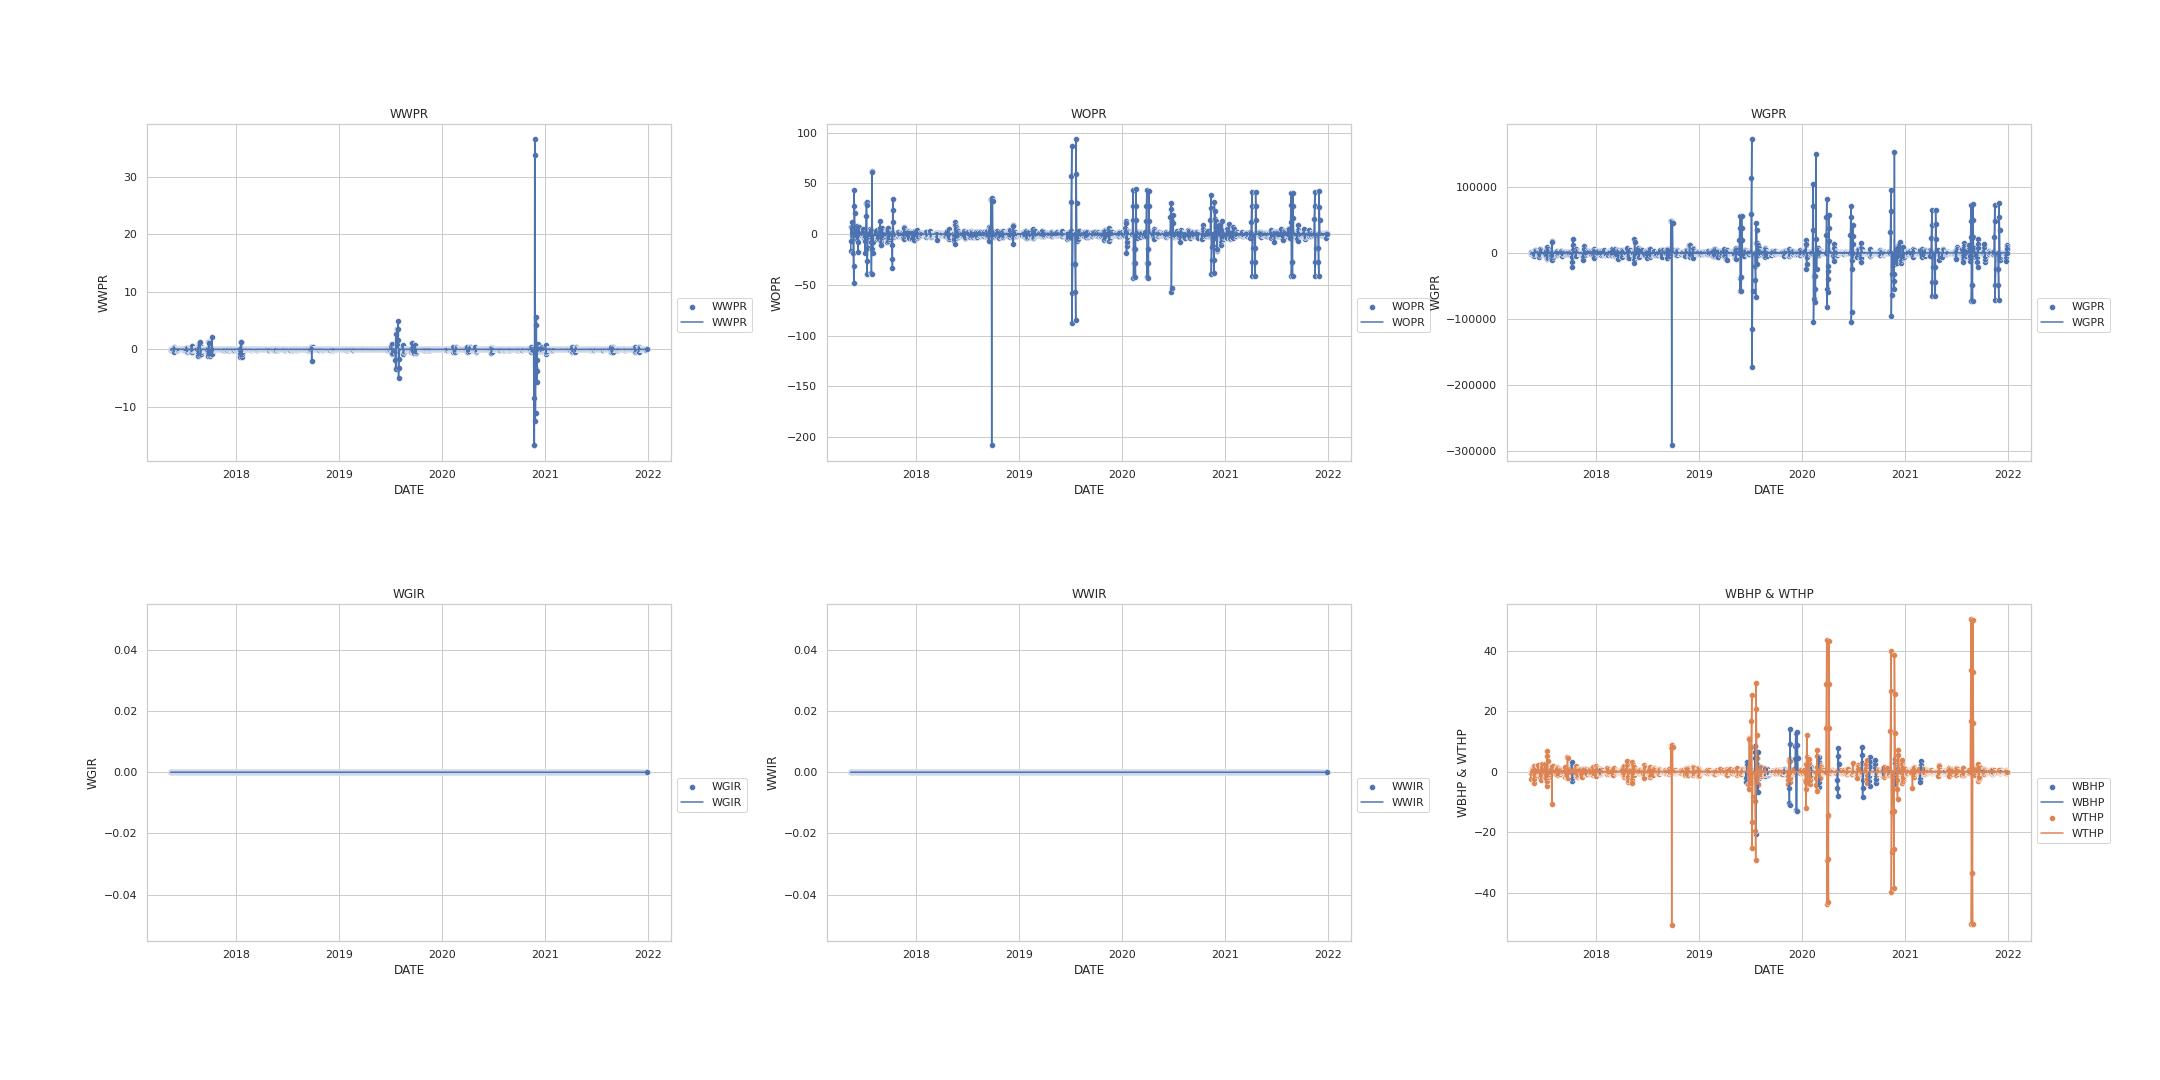 WWPR
WWPR
30
20
10
0
−10
2018 2019 2020 2021 2022
DATE
WWPR
WWPR
WOPR
WOPR
100
50
0
−50
−100
−150
−200
2018 2019 2020 2021 2022
DATE
WOPR
WOPR
WGPR
WGPR
100000
0
−100000
−200000
−300000
2018 2019 2020 2021 2022
DATE
WGPR
WGPR
WGIR
WGIR
0.04
0.02
0.00
−0.02
−0.04
2018 2019 2020 2021 2022
DATE
WGIR
WGIR
WWIR
WWIR
0.04
0.02
0.00
−0.02
−0.04
2018 2019 2020 2021 2022
DATE
WWIR
WWIR
WBHP & WTHP
WBHP & WTHP
40
20
0
−20
−40
2018 2019 2020 2021 2022
DATE
WBHP
WBHP
WTHP
WTHP